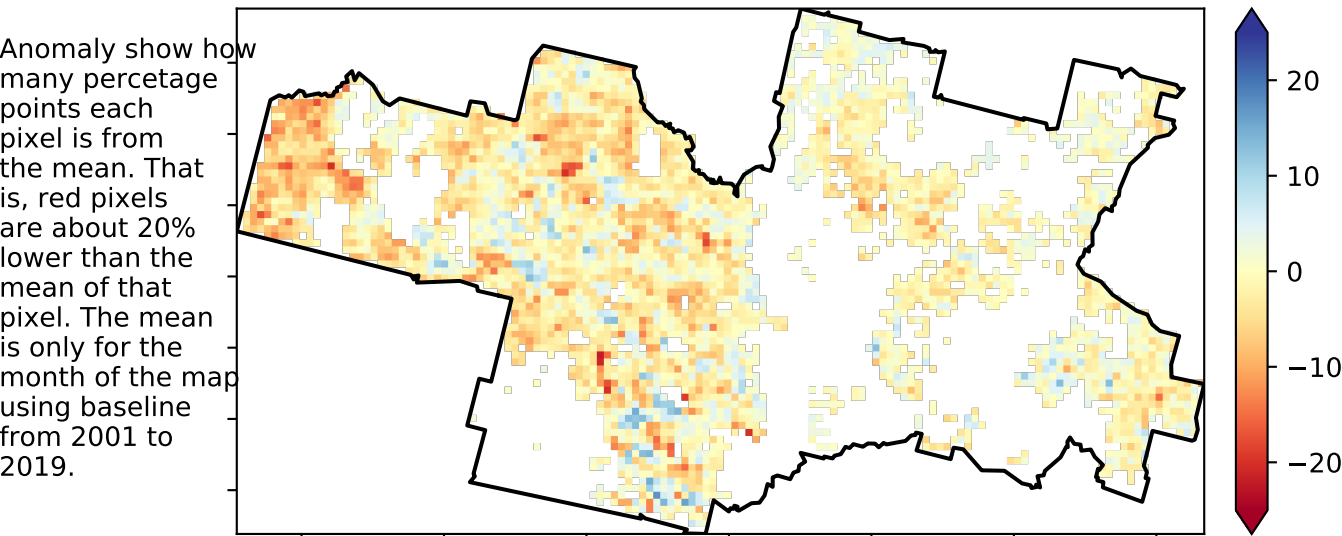 Anomaly show how
many percetage
points each
pixel is from
the mean. That
is, red pixels
are about 20%
lower than the
mean of that
pixel. The mean
is only for the
month of the map
using baseline
from 2001 to
2019.
20
10
0
−10
−20